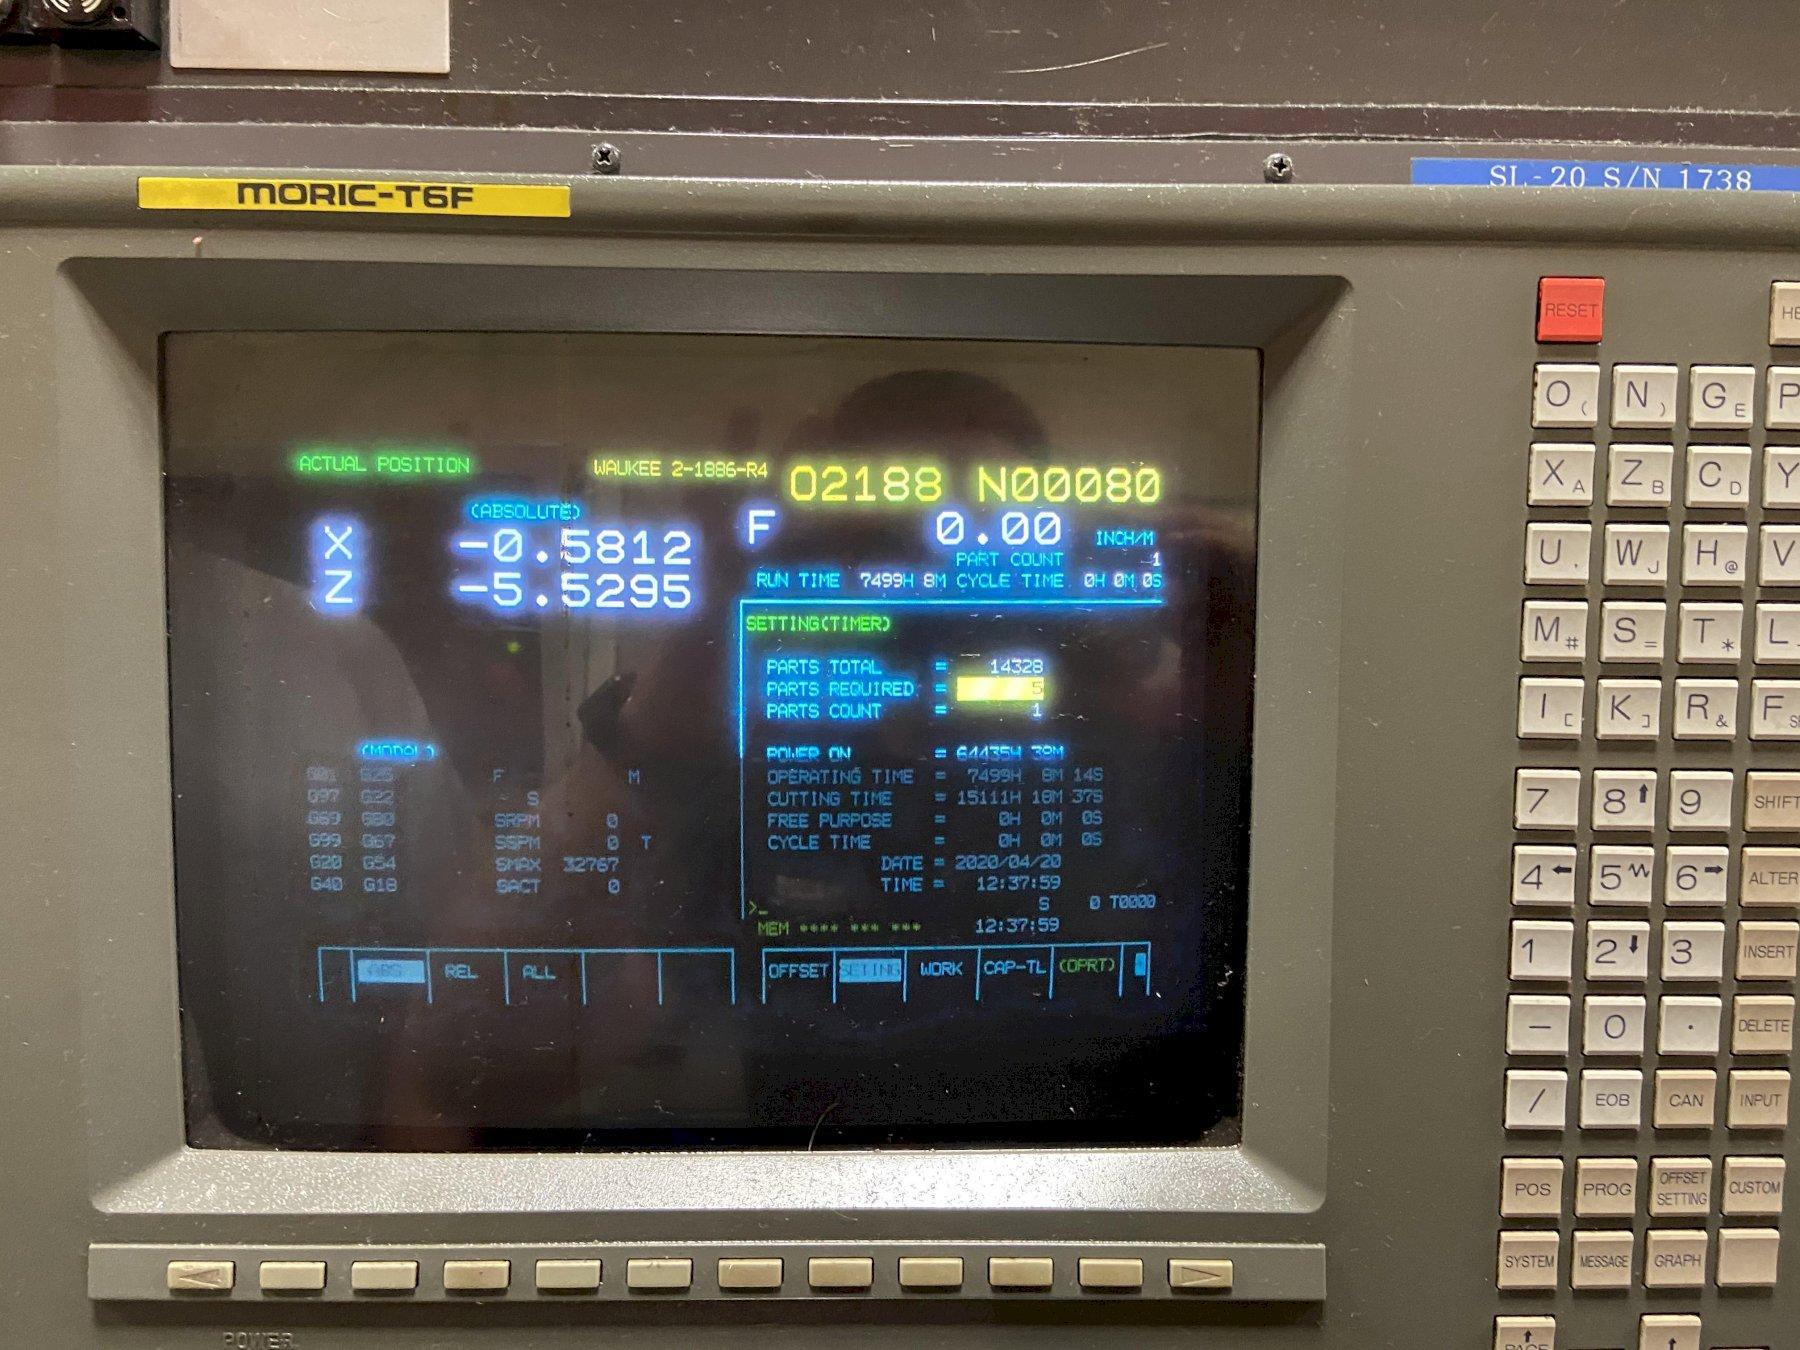 MORIC-T6F
SL-20 S/N 1738
ACTUAL POSITION
WAUKEE 2-1886-R4
O2188 N00080
(ABSOLUTE)
X -0.5812
Z -5.5295
F 0.00 INCH/M
PART COUNT 1
RUN TIME 7499H 8M CYCLE TIME 0H 0M 0S
SETTING(TIMER)
PARTS TOTAL = 14328
PARTS REQUIRED = 5
PARTS COUNT = 1
POWER ON = 64435H 38M
OPERATING TIME = 7499H 8M 14S
CUTTING TIME = 15111H 18M 37S
FREE PURPOSE = 0H 0M 0S
CYCLE TIME = 0H 0M 0S
DATE = 2020/04/20
TIME = 12:37:59
(MODAL)
G01 G25 F M
G97 G22 S
G69 G80 SRPM 0
G99 G67 SSPM 0 T
G20 G54 SMAX 32767
G40 G18 SACT 0
>_
S 0 T0000
MEM **** *** ***
12:37:59
ABS REL ALL
OFFSET SETING WORK CAP-TL (OPRT) +
RESET
O ( N ) G E P
X A Z B C D Y
U , W J H @ V
M # S = T * L
I [ K ] R & F
7 8 ↑ 9 SHIFT
4 ← 5 6 → ALTER
1 2 ↓ 3 INSERT
- 0 . DELETE
/ EOB CAN INPUT
POS PROG OFFSET SETTING CUSTOM
SYSTEM MESSAGE GRAPH
↑ PAGE ↑
POWER